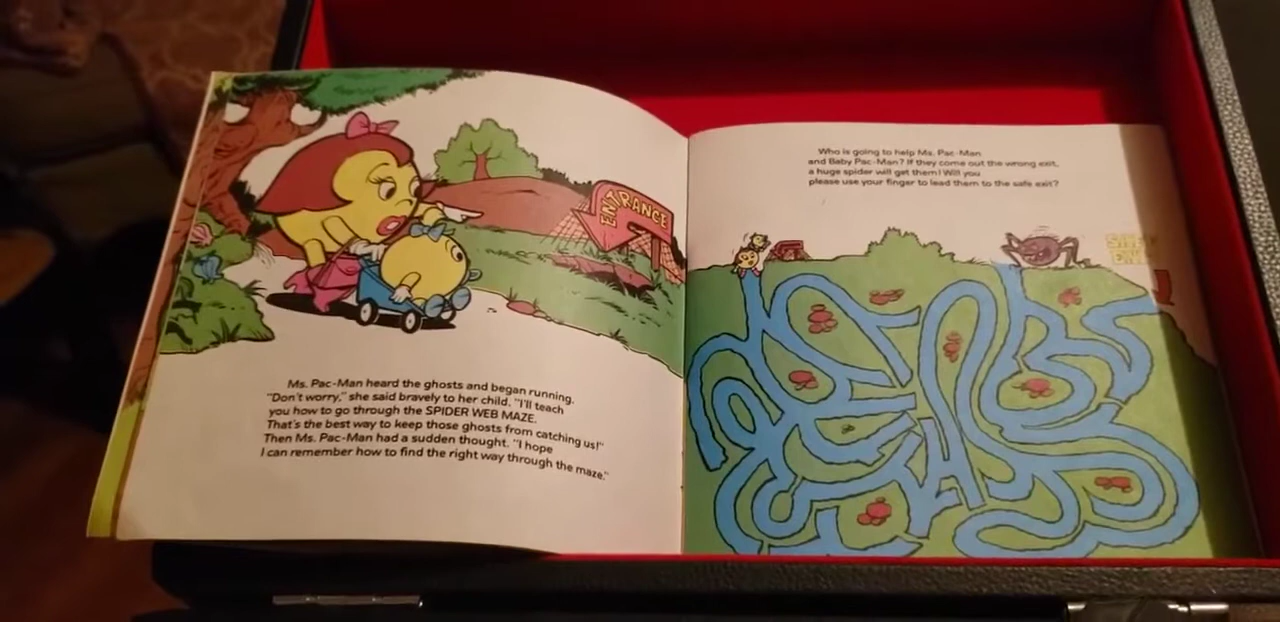 ENTRANCE
Ms. Pac-Man heard the ghosts and began running.
"Don't worry," she said bravely to her child. "I'll teach
you how to go through the SPIDER WEB MAZE.
That's the best way to keep those ghosts from catching us!"
Then Ms. Pac-Man had a sudden thought. "I hope
I can remember how to find the right way through the maze."
Who is going to help Ms. Pac-Man
and Baby Pac-Man? If they come out the wrong exit,
a huge spider will get them! Will you
please use your finger to lead them to the safe exit?